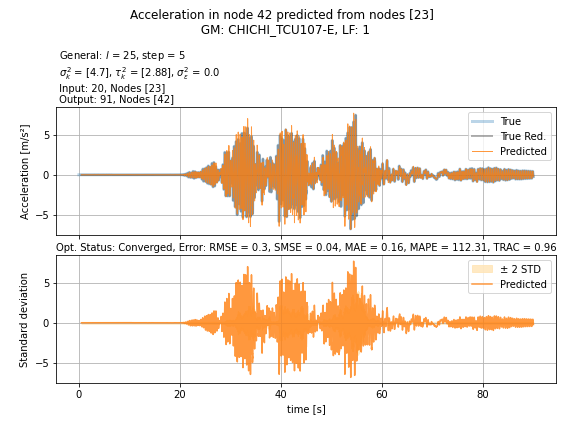 Acceleration in node 42 predicted from nodes [23]
GM: CHICHI_TCU107-E, LF: 1
General: l = 25, step = 5
σ²ₖ = [4.7], τ²ₖ = [2.88], σ²ε = 0.0
Input: 20, Nodes [23]
Output: 91, Nodes [42]
Acceleration [m/s²]
5
0
−5
True
True Red.
Predicted
Opt. Status: Converged, Error: RMSE = 0.3, SMSE = 0.04, MAE = 0.16, MAPE = 112.31, TRAC = 0.96
Standard deviation
5
0
−5
± 2 STD
Predicted
0 20 40 60 80
time [s]